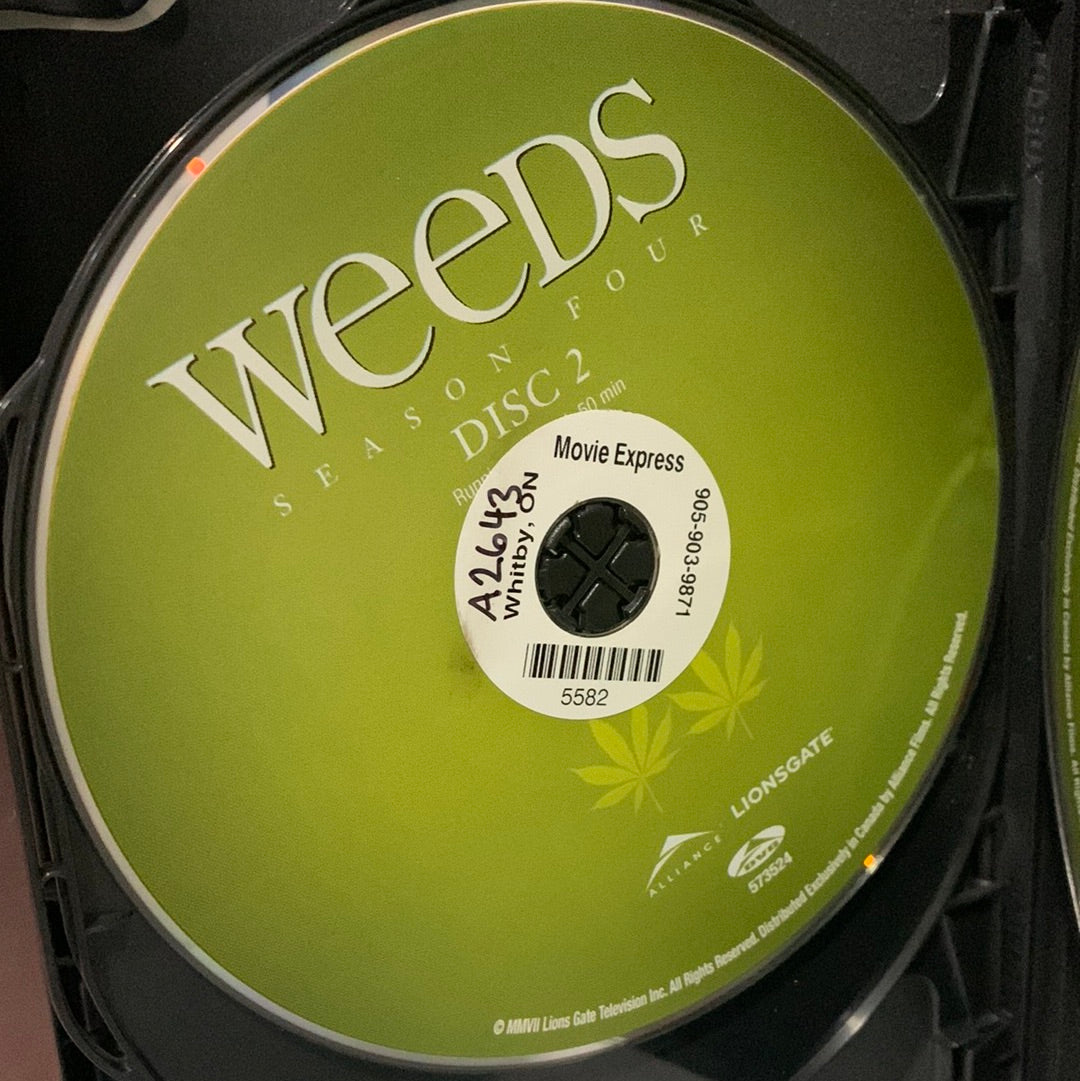 weeDS
SEASON FOUR
DISC 2
60 min
Movie Express
A2643
Whitby, ON
905-903-9871
5582
LIONSGATE
ALLIANCE
DVD
573524
© MMVII Lions Gate Television Inc. All Rights Reserved. Distributed Exclusively in Canada by Alliance Films. All Rights Reserved.